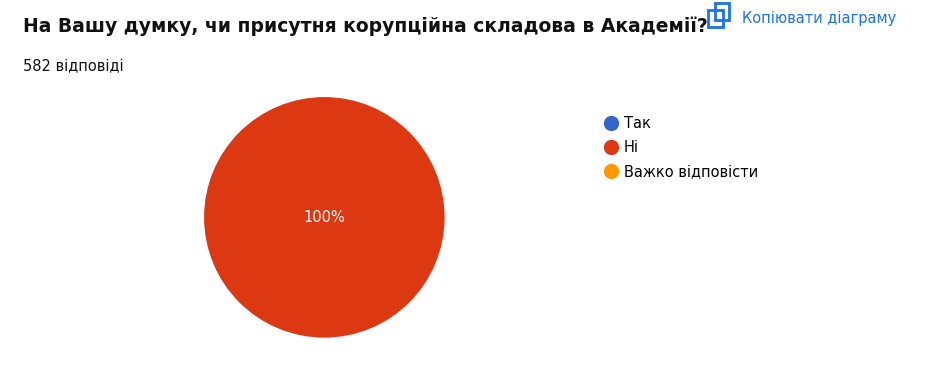 На Вашу думку, чи присутня корупційна складова в Академії?
Копіювати діаграму
582 відповіді
Так
Ні
Важко відповісти
100%